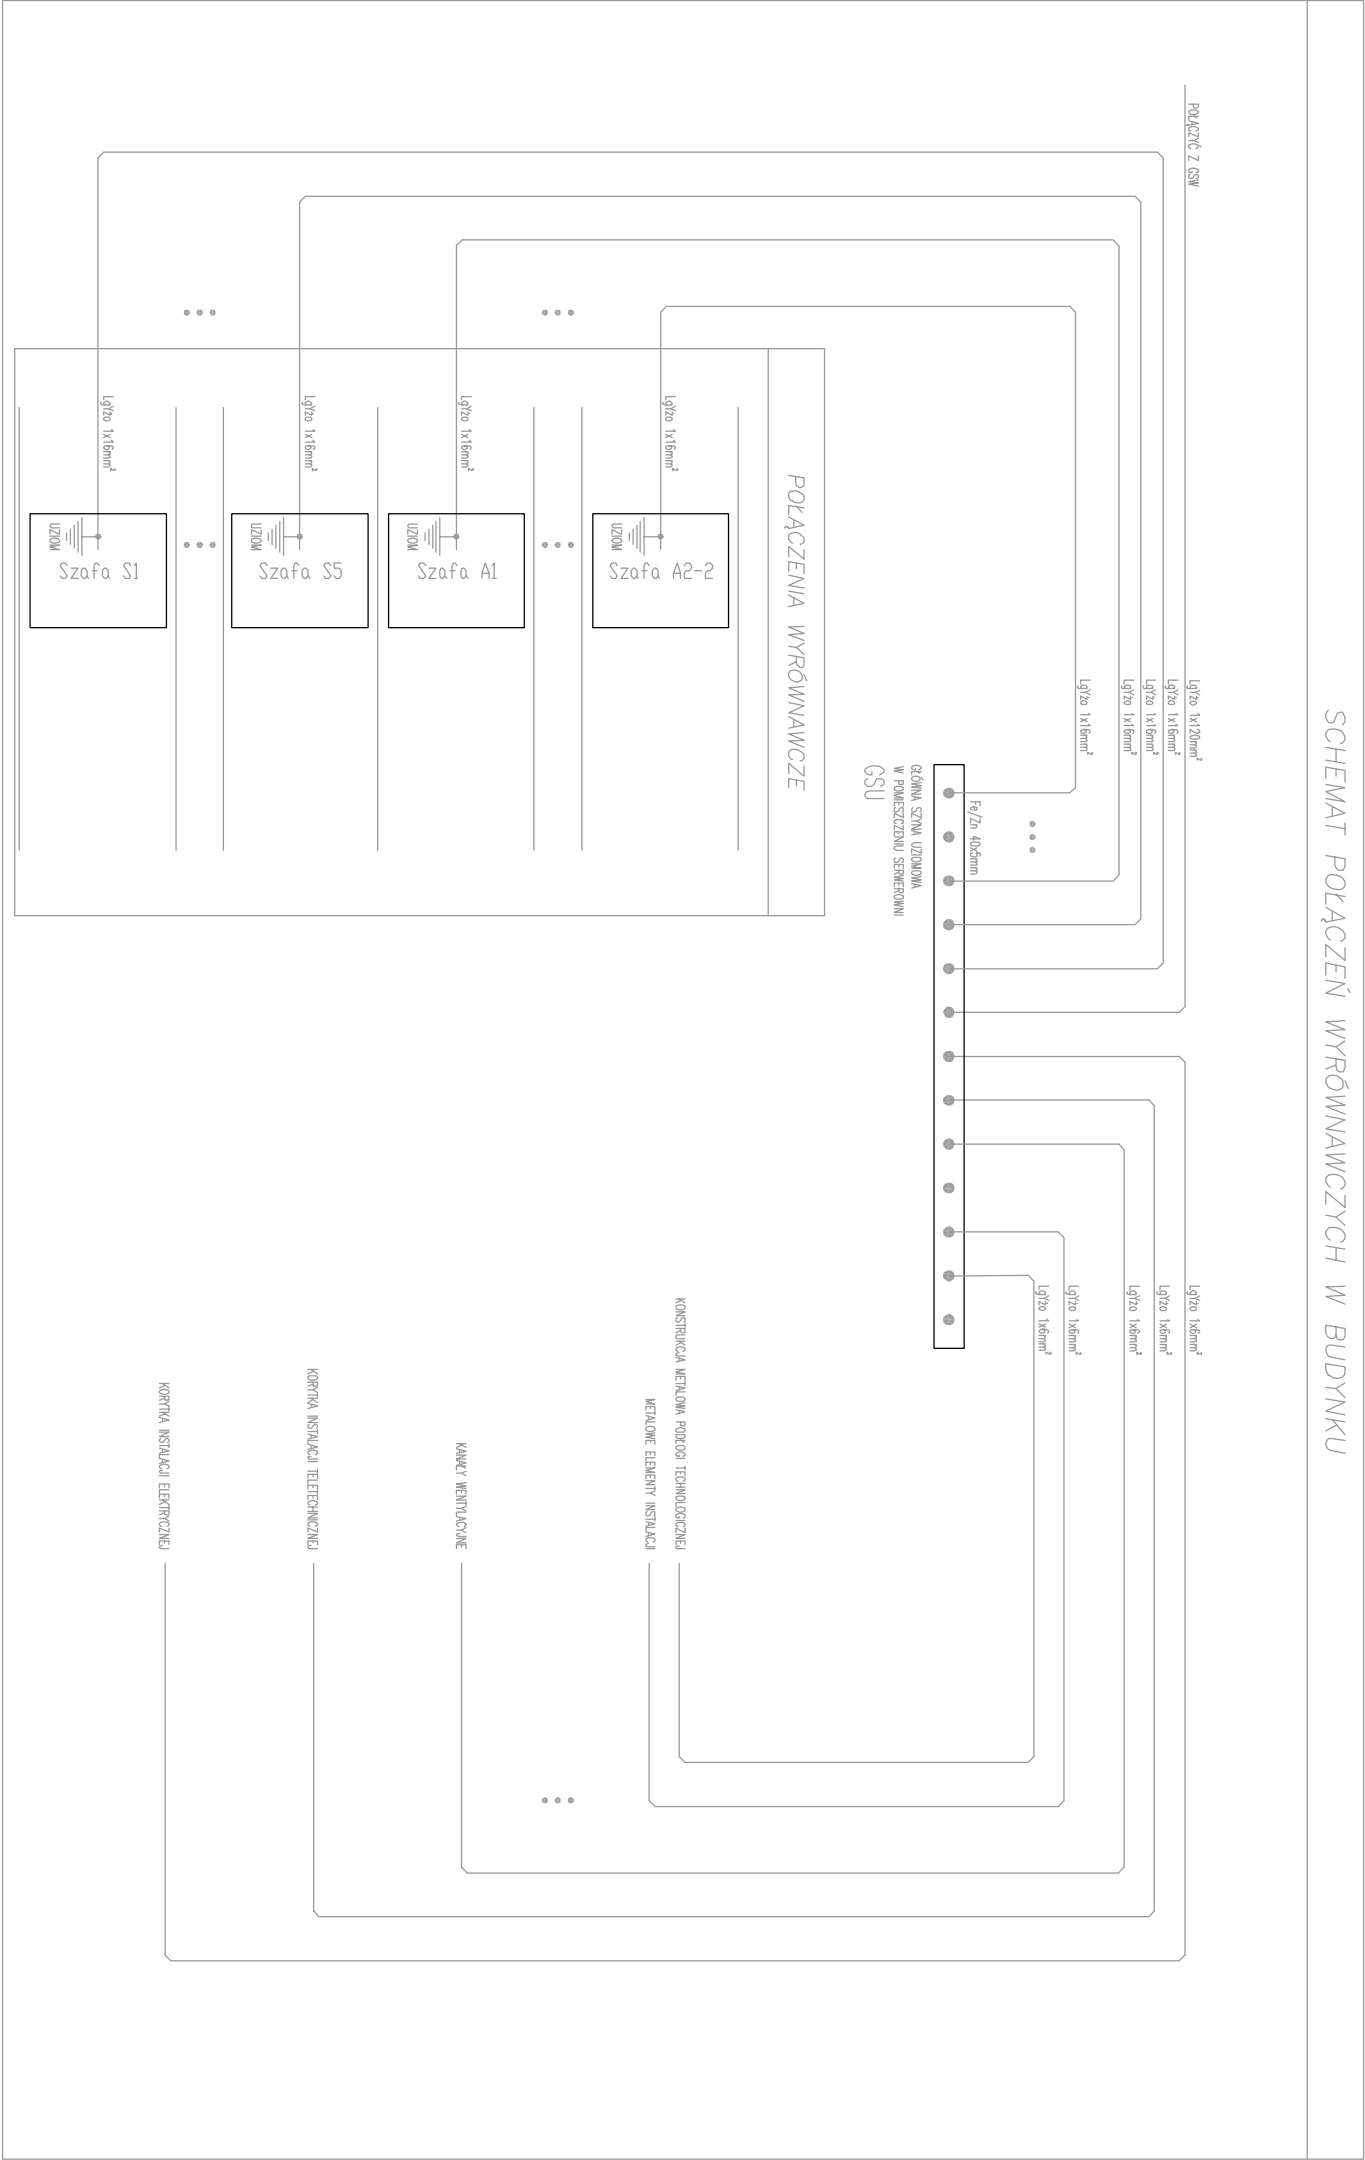 SCHEMAT POŁĄCZEŃ WYRÓWNAWCZYCH W BUDYNKU
POŁĄCZYĆ Z GSW
LgYżo 1x120mm²
LgYżo 1x16mm²
LgYżo 1x16mm²
LgYżo 1x16mm²
LgYżo 1x16mm²
LgYżo 1x6mm²
LgYżo 1x6mm²
LgYżo 1x6mm²
LgYżo 1x6mm²
LgYżo 1x6mm²
Fe/Zn 40x5mm
GŁÓWNA SZYNA UZIOMOWA
W POMIESZCZENIU SERWEROWNI
GSU
POŁĄCZENIA WYRÓWNAWCZE
LgYżo 1x16mm²
UZIOM
Szafa A2-2
LgYżo 1x16mm²
UZIOM
Szafa A1
LgYżo 1x16mm²
UZIOM
Szafa S5
LgYżo 1x16mm²
UZIOM
Szafa S1
KONSTRUKCJA METALOWA PODŁOGI TECHNOLOGICZNEJ
METALOWE ELEMENTY INSTALACJI
KANAŁY WENTYLACYJNE
KORYTKA INSTALACJI TELETECHNICZNEJ
KORYTKA INSTALACJI ELEKTRYCZNEJ